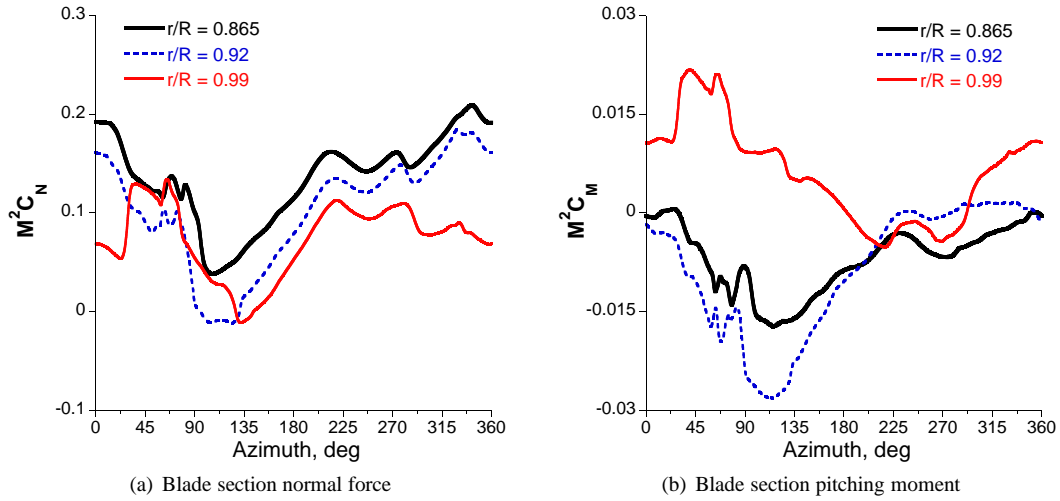 0.3
r/R = 0.865
r/R = 0.92
r/R = 0.99
0.2
M²C_N
0.1
0
-0.1
0 45 90 135 180 225 270 315 360
Azimuth, deg
(a) Blade section normal force
0.03
r/R = 0.865
r/R = 0.92
r/R = 0.99
0.015
M²C_M
0
-0.015
-0.03
0 45 90 135 180 225 270 315 360
Azimuth, deg
(b) Blade section pitching moment